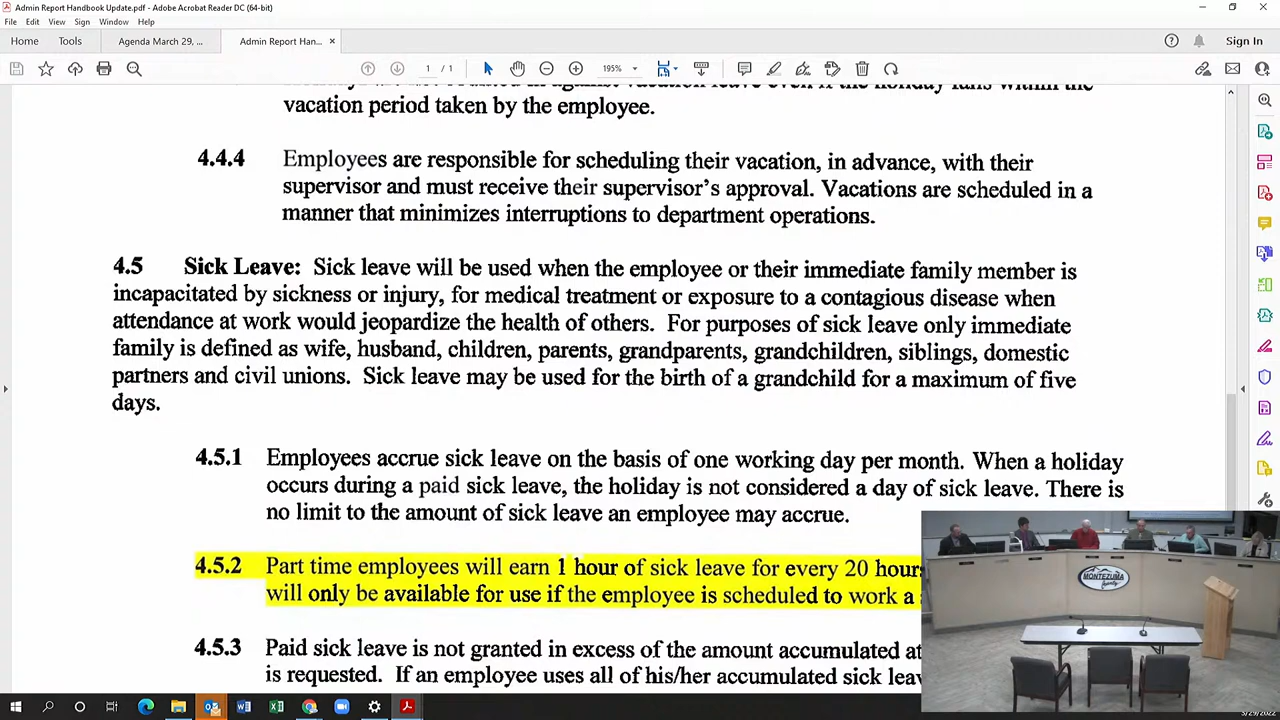 Admin Report Handbook Update.pdf - Adobe Acrobat Reader DC (64-bit)
File Edit View Sign Window Help
Home Tools Agenda March 29, ... Admin Report Han... × Sign In
1 / 1 195%
vacation period taken by the employee.
4.4.4 Employees are responsible for scheduling their vacation, in advance, with their
supervisor and must receive their supervisor's approval. Vacations are scheduled in a
manner that minimizes interruptions to department operations.
4.5 Sick Leave: Sick leave will be used when the employee or their immediate family member is
incapacitated by sickness or injury, for medical treatment or exposure to a contagious disease when
attendance at work would jeopardize the health of others. For purposes of sick leave only immediate
family is defined as wife, husband, children, parents, grandparents, grandchildren, siblings, domestic
partners and civil unions. Sick leave may be used for the birth of a grandchild for a maximum of five
days.
4.5.1 Employees accrue sick leave on the basis of one working day per month. When a holiday
occurs during a paid sick leave, the holiday is not considered a day of sick leave. There is
no limit to the amount of sick leave an employee may accrue.
4.5.2 Part time employees will earn 1 hour of sick leave for every 20 hours
will only be available for use if the employee is scheduled to work a
4.5.3 Paid sick leave is not granted in excess of the amount accumulated at
is requested. If an employee uses all of his/her accumulated sick leav
MONTEZUMA
County
3/29/2022